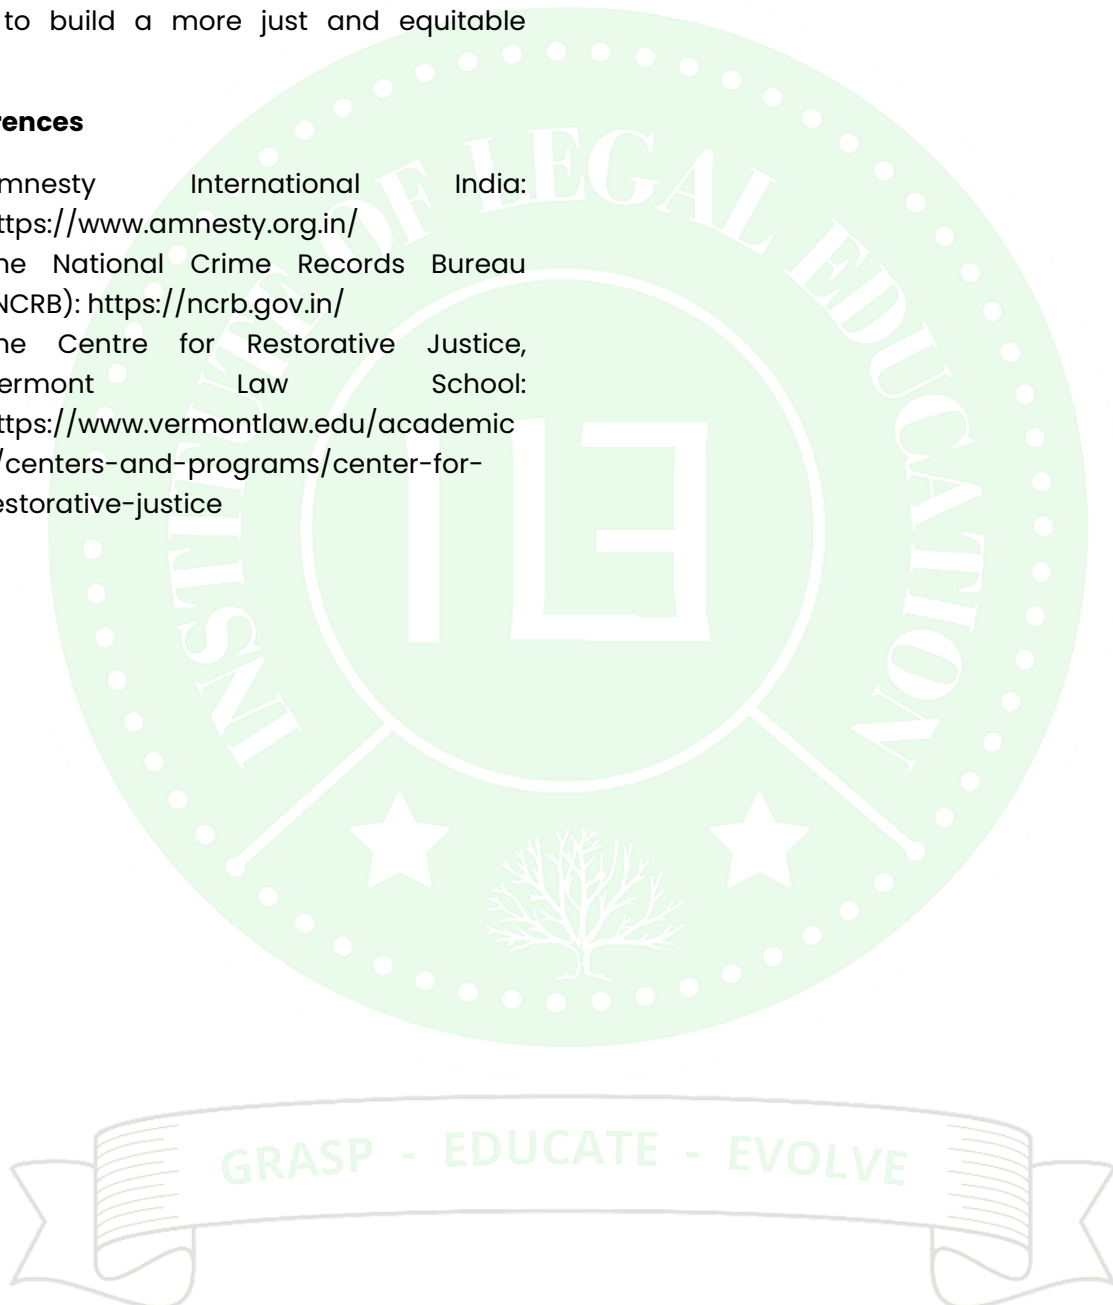 to build a more just and equitable
rences
mnesty International India:
ttps://www.amnesty.org.in/
he National Crime Records Bureau
NCRB): https://ncrb.gov.in/
he Centre for Restorative Justice,
ermont Law School:
ttps://www.vermontlaw.edu/academic
/centers-and-programs/center-for-
estorative-justice
INSTITUTE OF LEGAL EDUCATION
ILE
GRASP - EDUCATE - EVOLVE